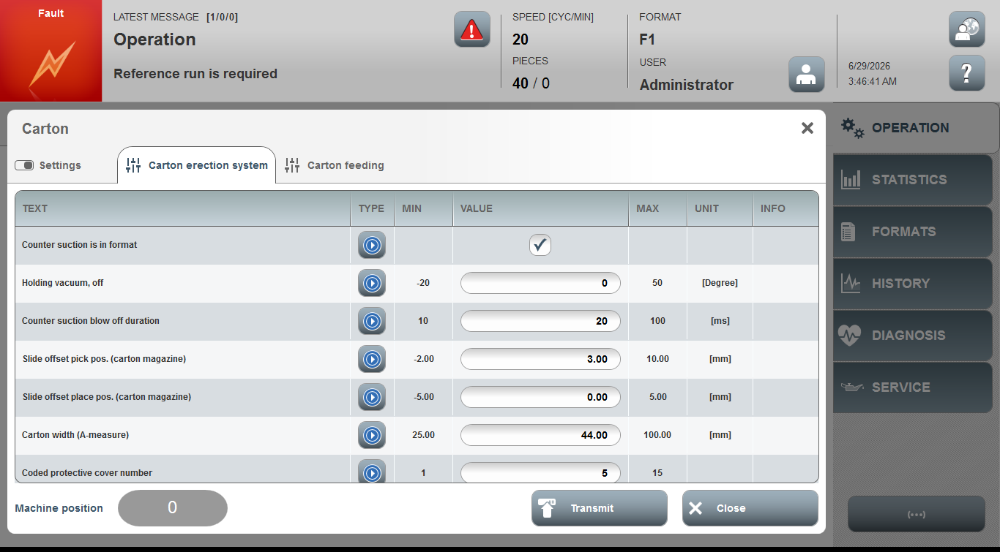 Fault
LATEST MESSAGE [1/0/0]
Operation
Reference run is required
SPEED [CYC/MIN]
20
PIECES
40 / 0
FORMAT
F1
USER
Administrator
6/29/2026
3:46:41 AM
?
Carton
Settings
Carton erection system
Carton feeding
TEXT TYPE MIN VALUE MAX UNIT INFO
Counter suction is in format
Holding vacuum, off -20 0 50 [Degree]
Counter suction blow off duration 10 20 100 [ms]
Slide offset pick pos. (carton magazine) -2.00 3.00 10.00 [mm]
Slide offset place pos. (carton magazine) -5.00 0.00 5.00 [mm]
Carton width (A-measure) 25.00 44.00 100.00 [mm]
Coded protective cover number 1 5 15
Machine position 0
Transmit
Close
OPERATION
STATISTICS
FORMATS
HISTORY
DIAGNOSIS
SERVICE